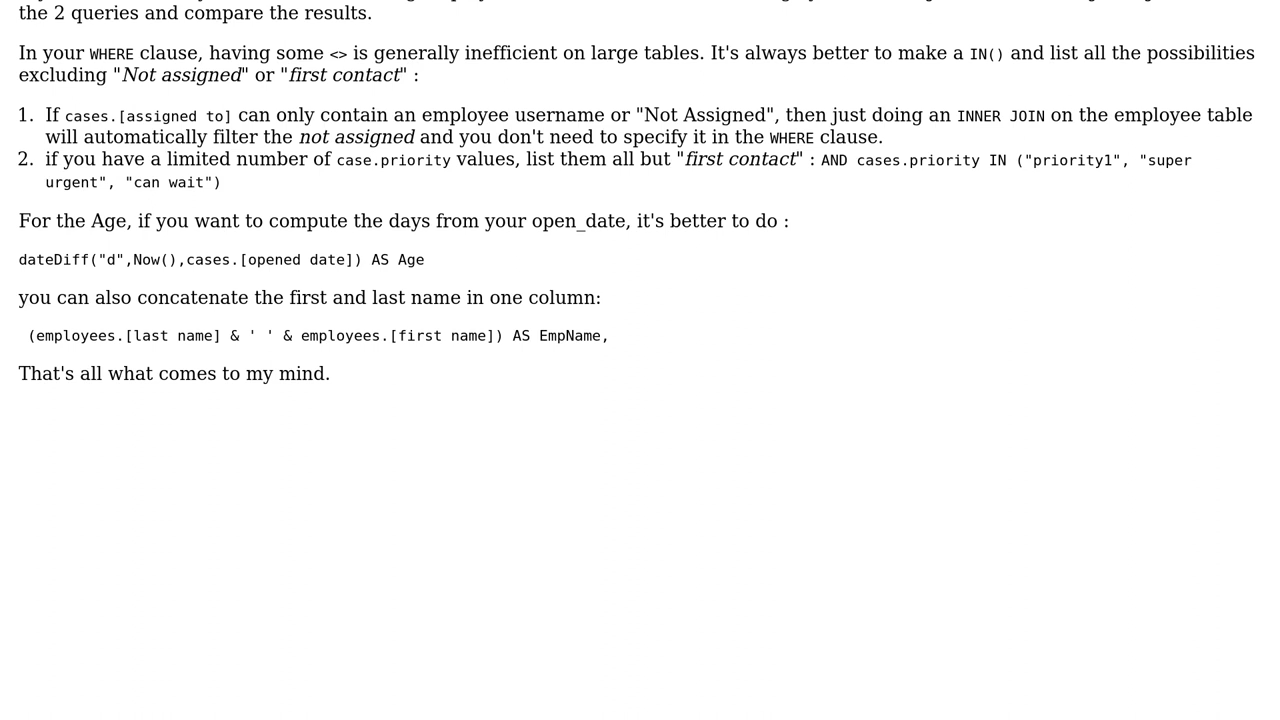 the 2 queries and compare the results.
In your WHERE clause, having some <> is generally inefficient on large tables. It's always better to make a IN() and list all the possibilities
excluding "Not assigned" or "first contact" :
1. If cases.[assigned to] can only contain an employee username or "Not Assigned", then just doing an INNER JOIN on the employee table
will automatically filter the not assigned and you don't need to specify it in the WHERE clause.
2. if you have a limited number of case.priority values, list them all but "first contact" : AND cases.priority IN ("priority1", "super
urgent", "can wait")
For the Age, if you want to compute the days from your open_date, it's better to do :
dateDiff("d",Now(),cases.[opened date]) AS Age
you can also concatenate the first and last name in one column:
(employees.[last name] & ' ' & employees.[first name]) AS EmpName,
That's all what comes to my mind.